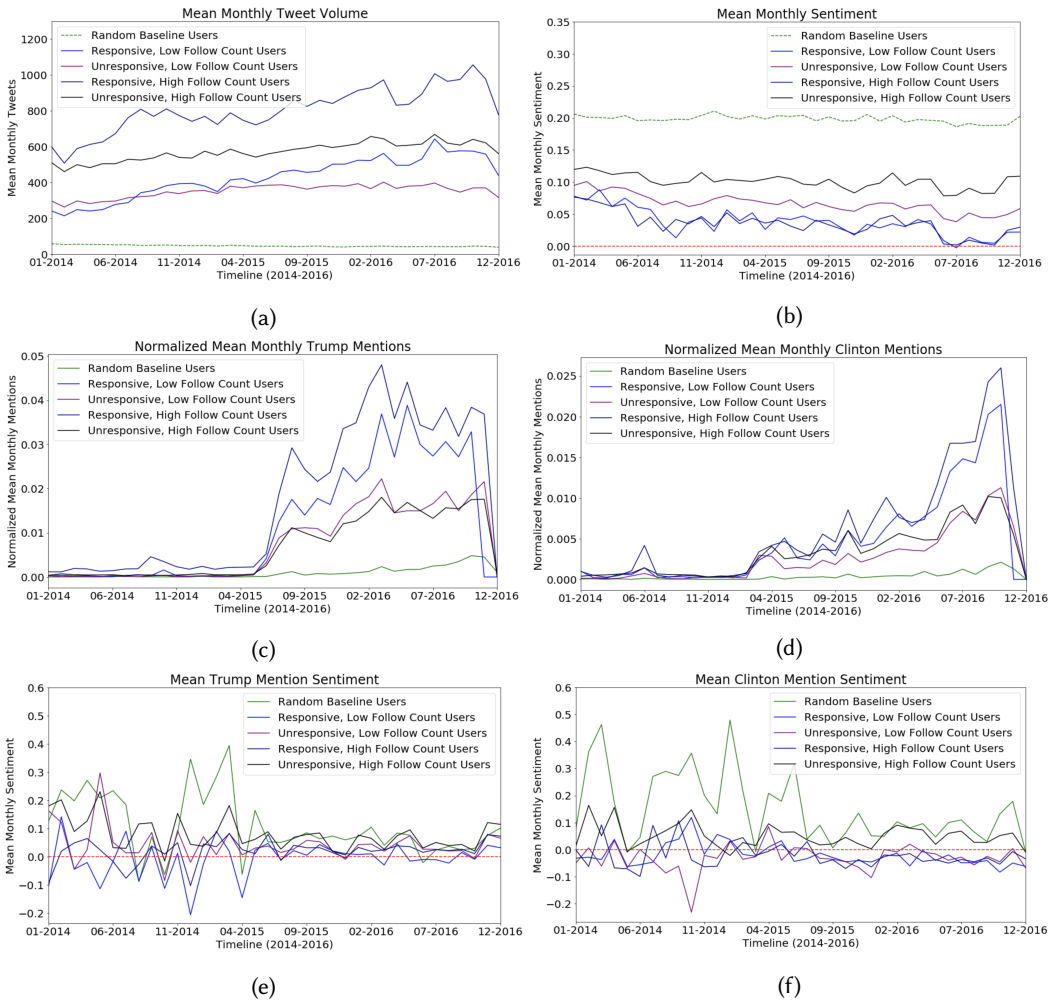 Mean Monthly Tweet Volume
Mean Monthly Tweets
1200
1000
800
600
400
200
0
Random Baseline Users
Responsive, Low Follow Count Users
Unresponsive, Low Follow Count Users
Responsive, High Follow Count Users
Unresponsive, High Follow Count Users
01-2014 06-2014 11-2014 04-2015 09-2015 02-2016 07-2016 12-2016
Timeline (2014-2016)
(a)
Mean Monthly Sentiment
Mean Monthly Sentiment
0.35
0.30
0.25
0.20
0.15
0.10
0.05
0.00
Random Baseline Users
Responsive, Low Follow Count Users
Unresponsive, Low Follow Count Users
Responsive, High Follow Count Users
Unresponsive, High Follow Count Users
01-2014 06-2014 11-2014 04-2015 09-2015 02-2016 07-2016 12-2016
Timeline (2014-2016)
(b)
Normalized Mean Monthly Trump Mentions
Normalized Mean Monthly Mentions
0.05
0.04
0.03
0.02
0.01
0.00
Random Baseline Users
Responsive, Low Follow Count Users
Unresponsive, Low Follow Count Users
Responsive, High Follow Count Users
Unresponsive, High Follow Count Users
01-2014 06-2014 11-2014 04-2015 09-2015 02-2016 07-2016 12-2016
Timeline (2014-2016)
(c)
Normalized Mean Monthly Clinton Mentions
Normalized Mean Monthly Mentions
0.025
0.020
0.015
0.010
0.005
0.000
Random Baseline Users
Responsive, Low Follow Count Users
Unresponsive, Low Follow Count Users
Responsive, High Follow Count Users
Unresponsive, High Follow Count Users
01-2014 06-2014 11-2014 04-2015 09-2015 02-2016 07-2016 12-2016
Timeline (2014-2016)
(d)
Mean Trump Mention Sentiment
Mean Monthly Sentiment
0.6
0.5
0.4
0.3
0.2
0.1
0.0
−0.1
−0.2
Random Baseline Users
Responsive, Low Follow Count Users
Unresponsive, Low Follow Count Users
Responsive, High Follow Count Users
Unresponsive, High Follow Count Users
01-2014 06-2014 11-2014 04-2015 09-2015 02-2016 07-2016 12-2016
Timeline (2014-2016)
(e)
Mean Clinton Mention Sentiment
Mean Monthly Sentiment
0.6
0.5
0.4
0.3
0.2
0.1
0.0
−0.1
−0.2
Random Baseline Users
Responsive, Low Follow Count Users
Unresponsive, Low Follow Count Users
Responsive, High Follow Count Users
Unresponsive, High Follow Count Users
01-2014 06-2014 11-2014 04-2015 09-2015 02-2016 07-2016 12-2016
Timeline (2014-2016)
(f)